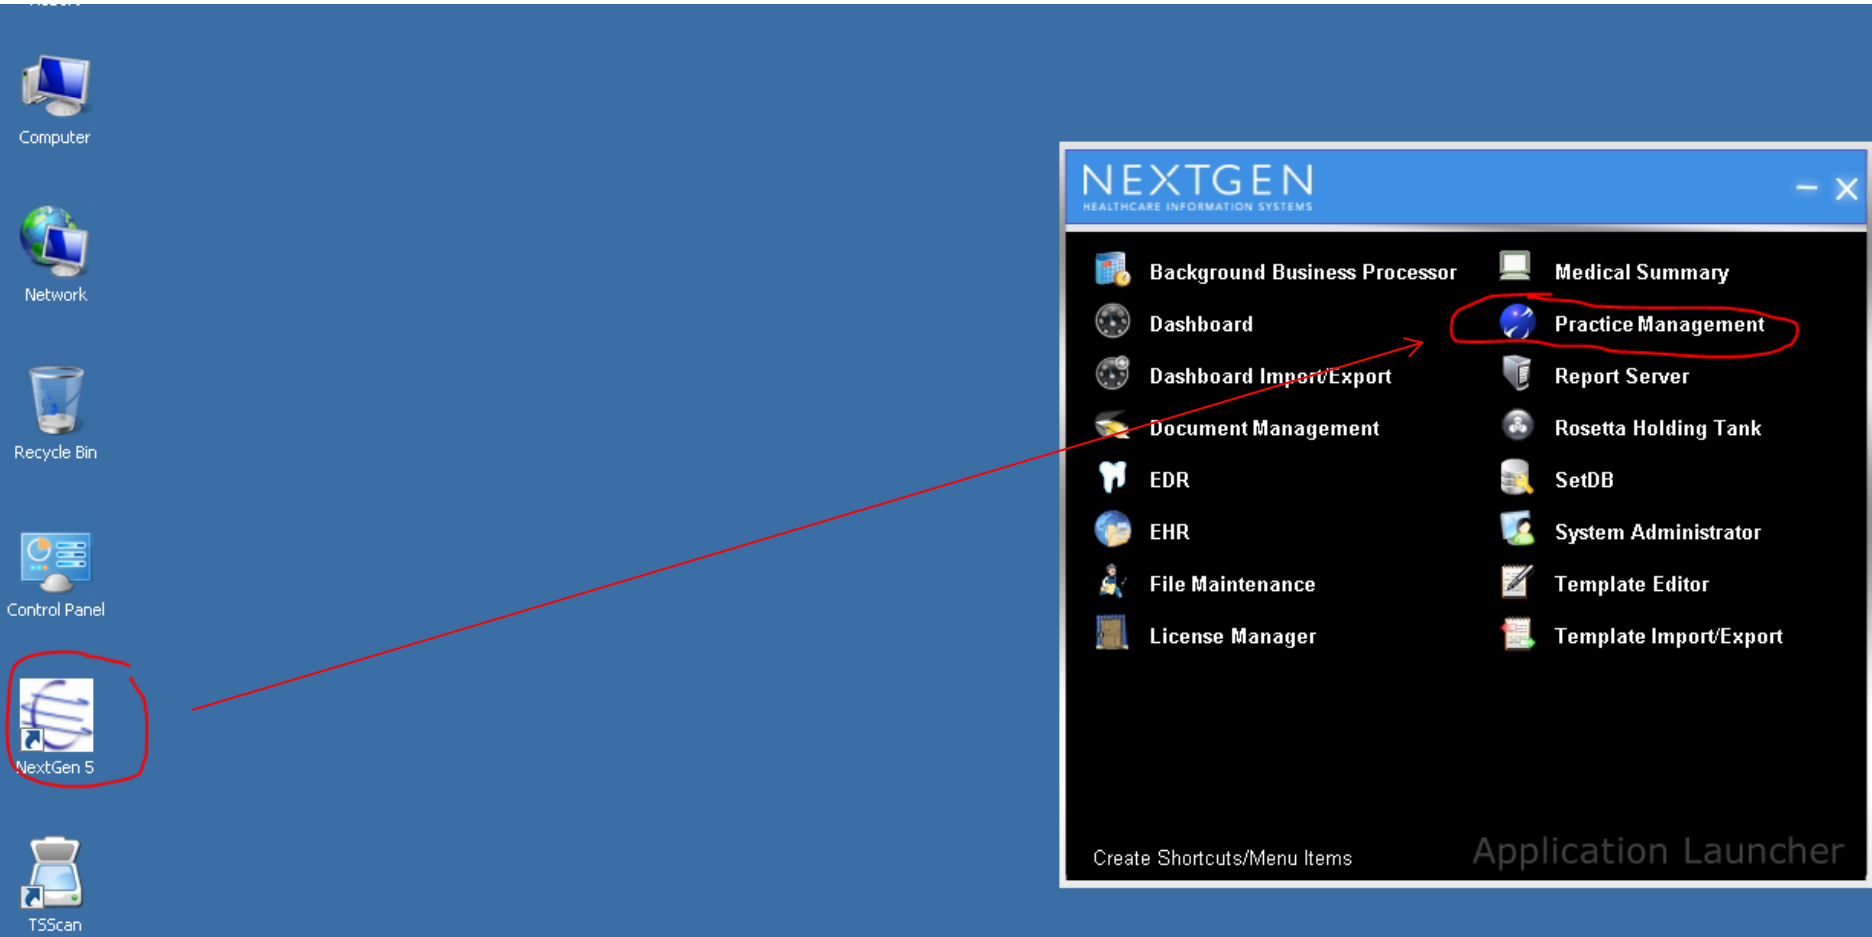 Computer
Network
Recycle Bin
Control Panel
NextGen 5
TSScan
NEXTGEN
HEALTHCARE INFORMATION SYSTEMS
Background Business Processor
Dashboard
Dashboard Import/Export
Document Management
EDR
EHR
File Maintenance
License Manager
Medical Summary
Practice Management
Report Server
Rosetta Holding Tank
SetDB
System Administrator
Template Editor
Template Import/Export
Create Shortcuts/Menu Items
Application Launcher